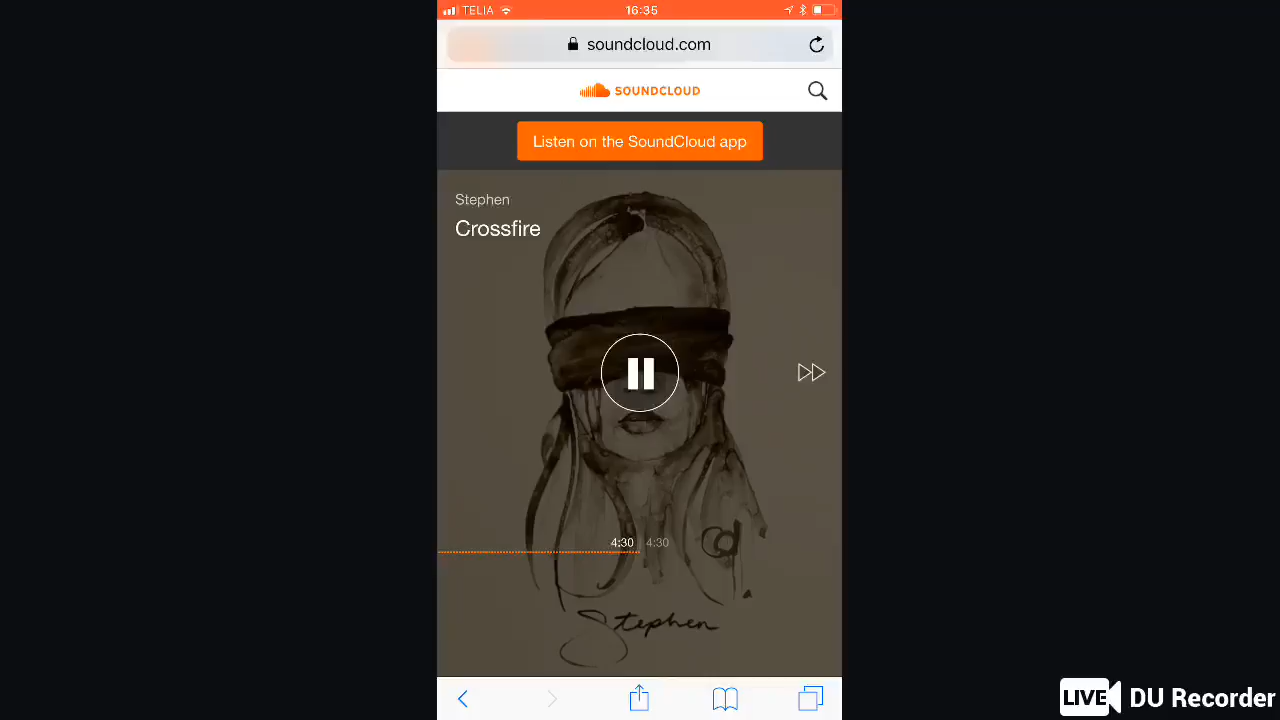 TELIA 16:35
soundcloud.com
SOUNDCLOUD
Listen on the SoundCloud app
Stephen
Crossfire
4:30 4:30
Stephen
LIVE DU Recorder